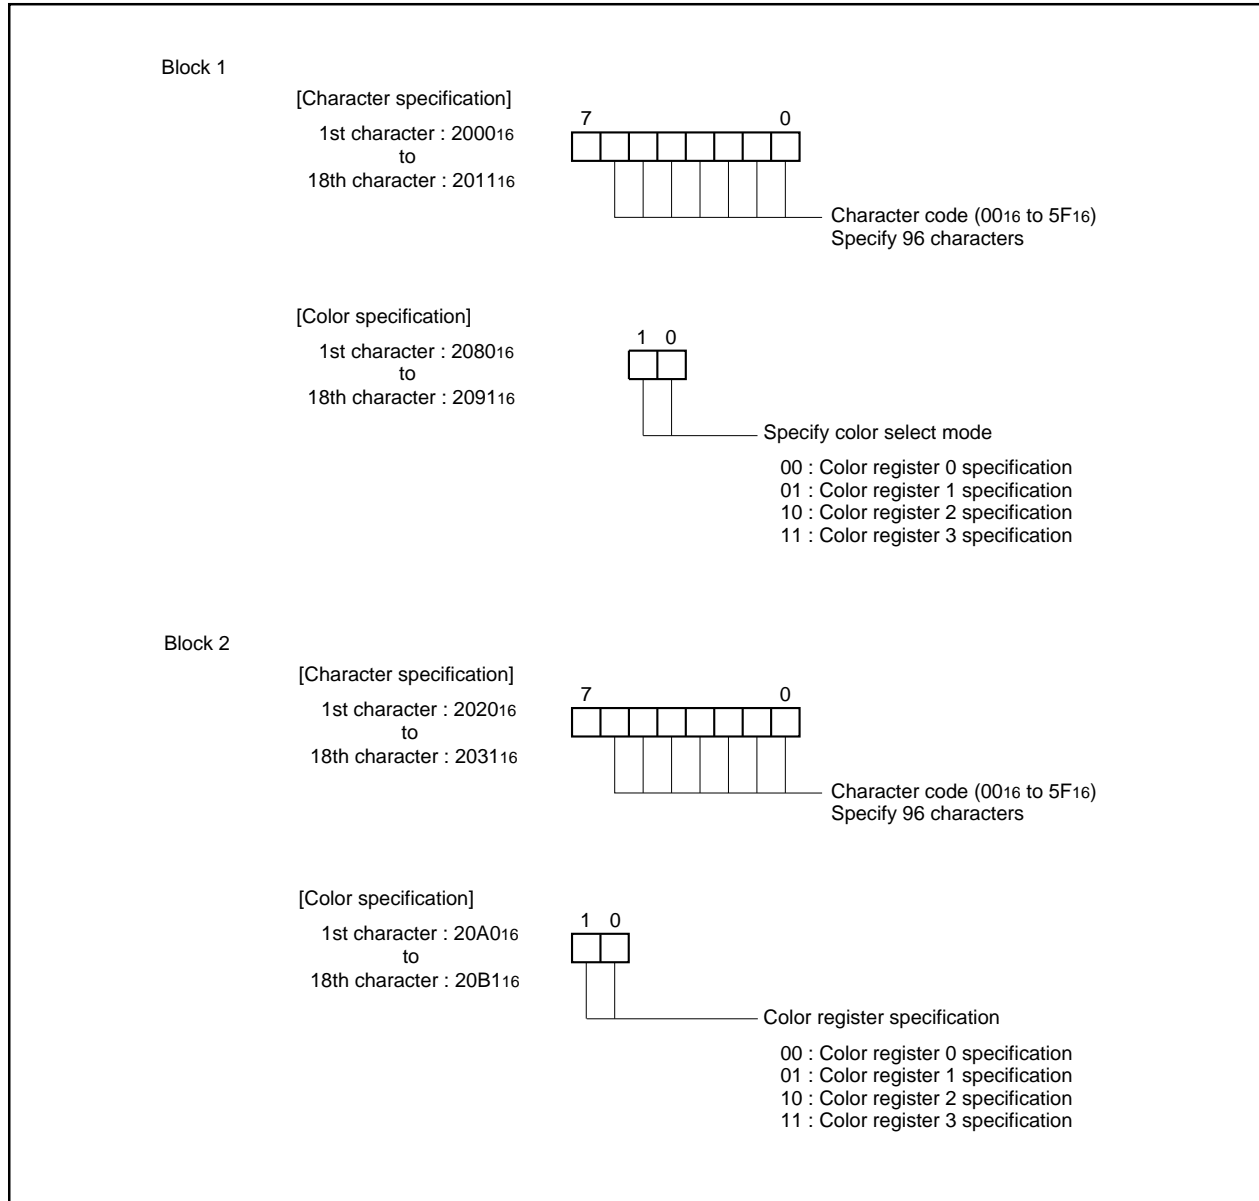 Block 1
[Character specification]
1st character : 2000₁₆
to
18th character : 2011₁₆
7 0
Character code (00₁₆ to 5F₁₆)
Specify 96 characters
[Color specification]
1st character : 2080₁₆
to
18th character : 2091₁₆
1 0
Specify color select mode
00 : Color register 0 specification
01 : Color register 1 specification
10 : Color register 2 specification
11 : Color register 3 specification
Block 2
[Character specification]
1st character : 2020₁₆
to
18th character : 2031₁₆
7 0
Character code (00₁₆ to 5F₁₆)
Specify 96 characters
[Color specification]
1st character : 20A0₁₆
to
18th character : 20B1₁₆
1 0
Color register specification
00 : Color register 0 specification
01 : Color register 1 specification
10 : Color register 2 specification
11 : Color register 3 specification